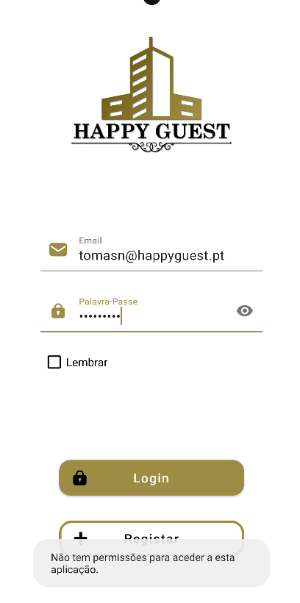 HAPPY GUEST
Email
tomasn@happyguest.pt
Palavra-Passe
•••••••••
Lembrar
Login
Registar
Não tem permissões para aceder a esta
aplicação.